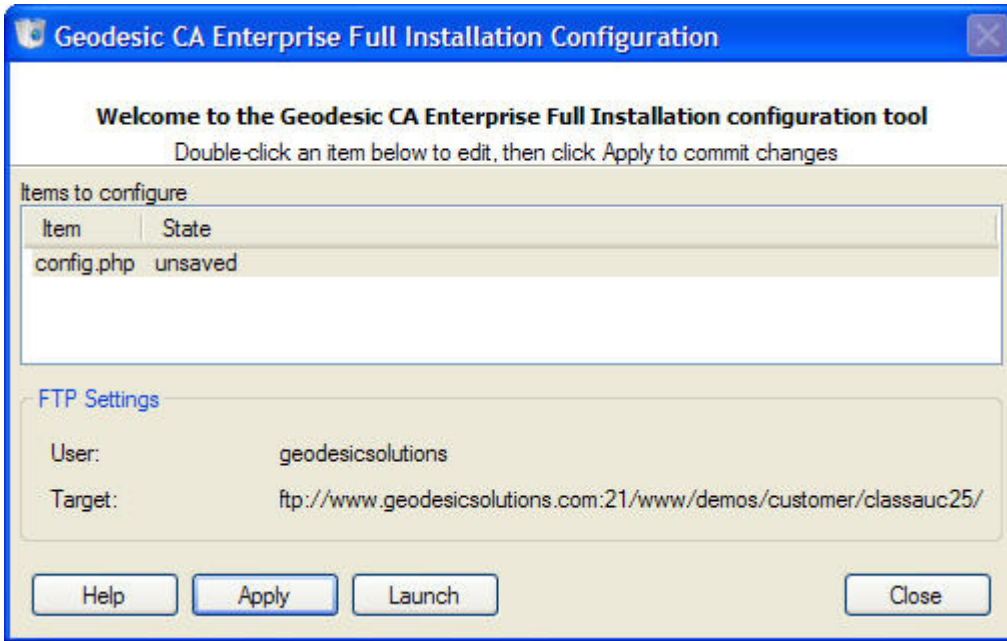 Geodesic CA Enterprise Full Installation Configuration
Welcome to the Geodesic CA Enterprise Full Installation configuration tool
Double-click an item below to edit, then click Apply to commit changes
Items to configure
Item State
config.php unsaved
FTP Settings
User: geodesicsolutions
Target: ftp://www.geodesicsolutions.com:21/www/demos/customer/classauc25/
Help Apply Launch Close